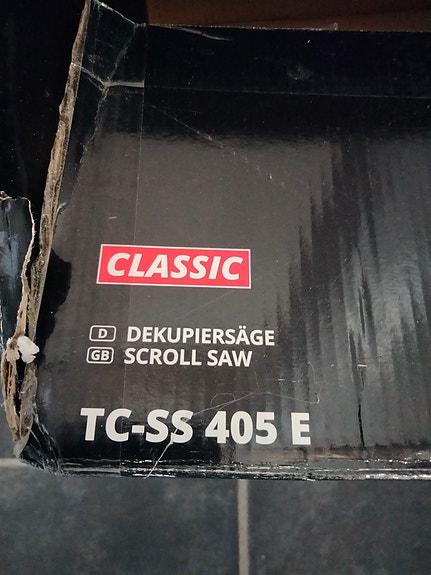 CLASSIC
D DEKUPIERSÄGE
GB SCROLL SAW
TC-SS 405 E